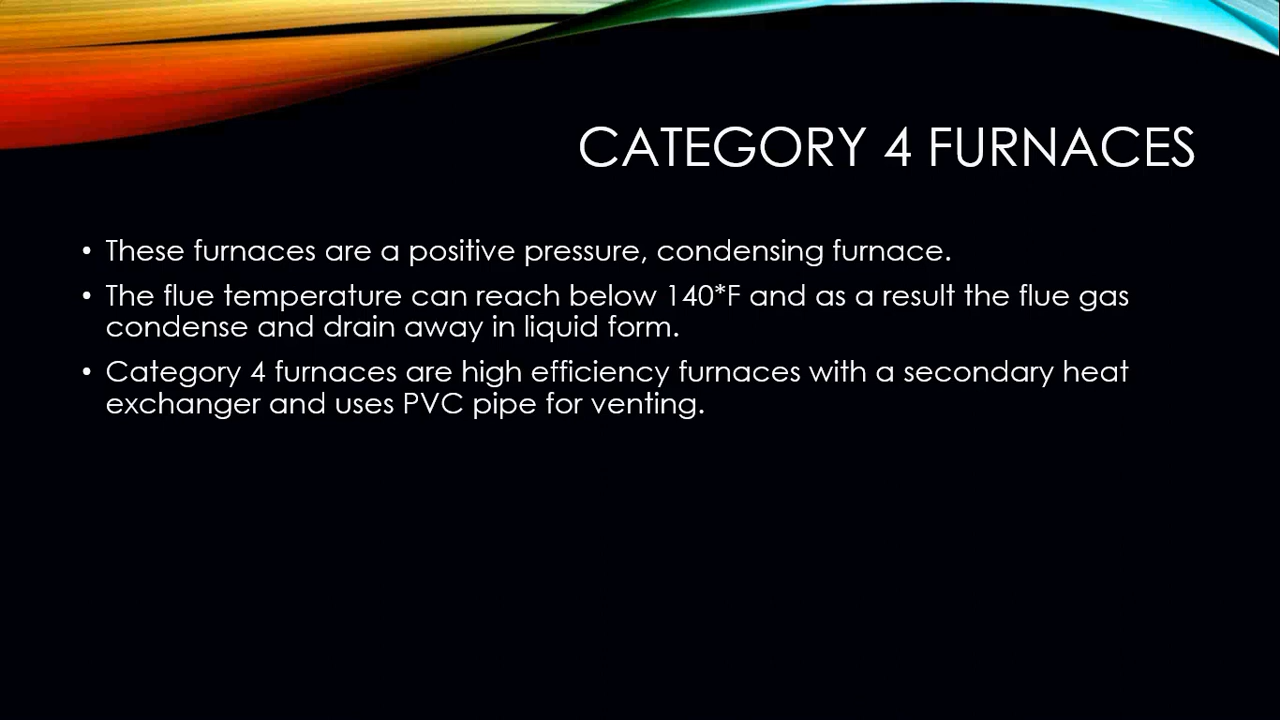 CATEGORY 4 FURNACES
• These furnaces are a positive pressure, condensing furnace.
• The flue temperature can reach below 140*F and as a result the flue gas
condense and drain away in liquid form.
• Category 4 furnaces are high efficiency furnaces with a secondary heat
exchanger and uses PVC pipe for venting.